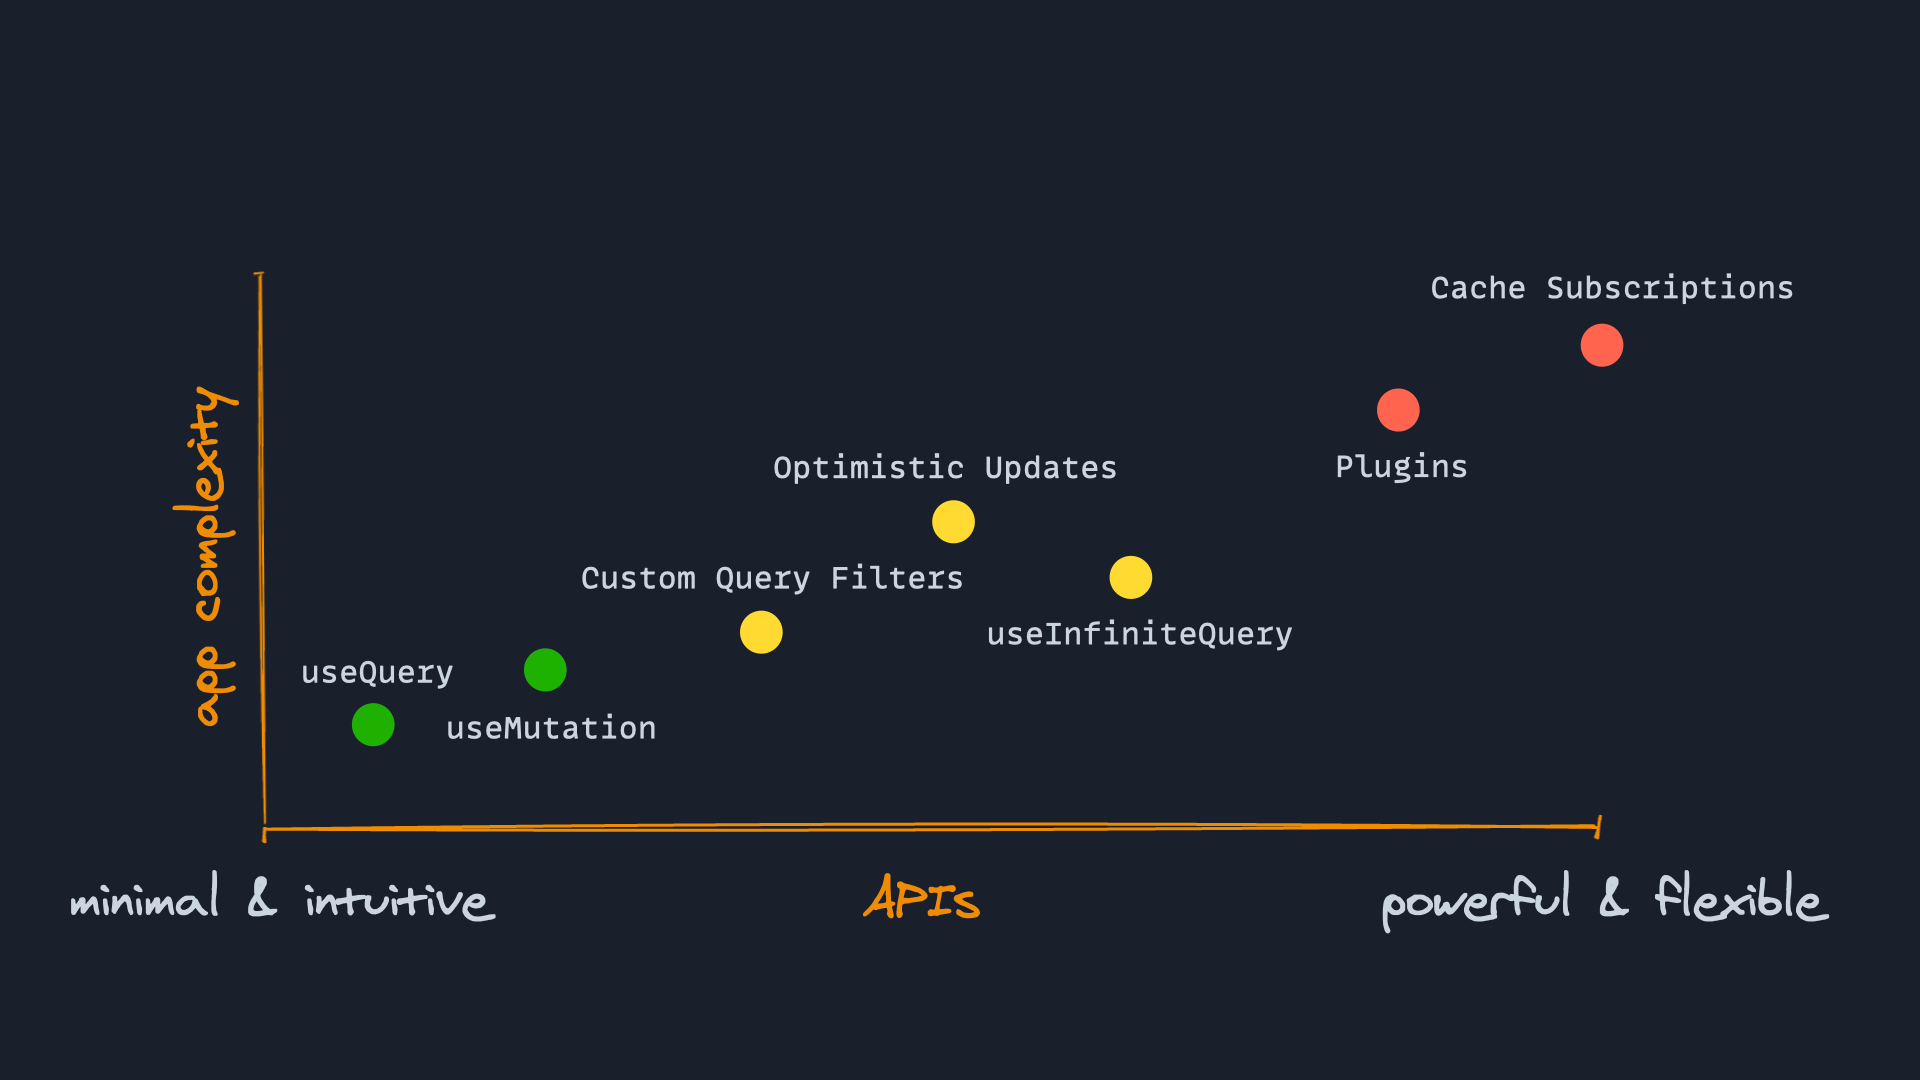 Cache Subscriptions
Plugins
Optimistic Updates
Custom Query Filters
useInfiniteQuery
useQuery
useMutation
app complexity
minimal & intuitive
APIs
powerful & flexible